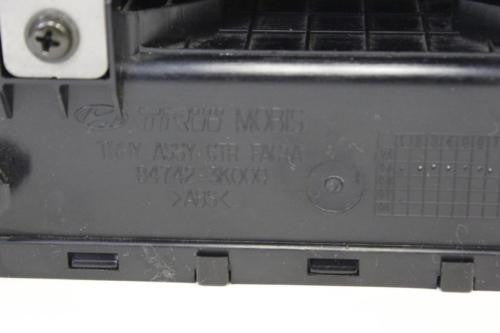 MOBIS
TRAY ASSY-CTR FACIA
84742-3K000
>ABS<